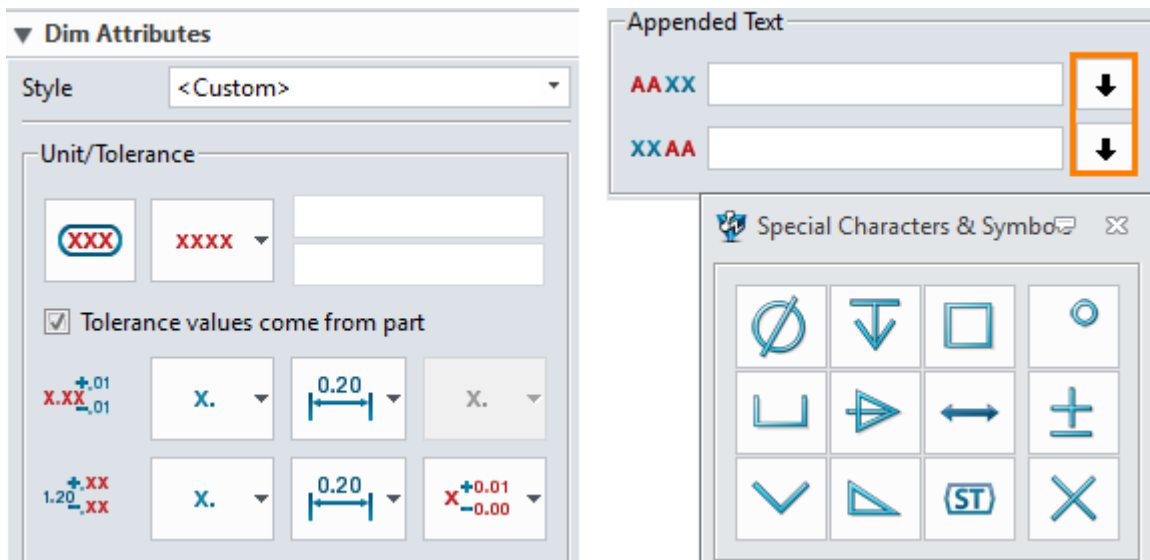 Dim Attributes
Style <Custom>
Unit/Tolerance
XXX XXXX
Tolerance values come from part
X.XX +.01 -.01 X. 0.20 X.
1.20 +.XX -.XX X. 0.20 X +0.01 -0.00
Appended Text
AAXX
XXAA
Special Characters & Symbo
ST